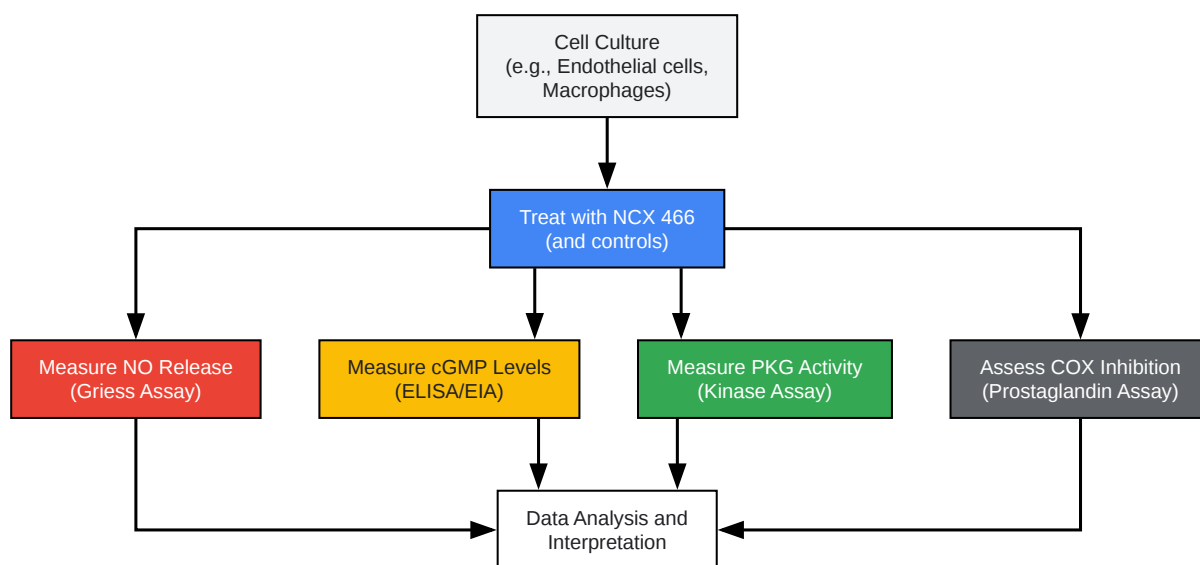 Cell Culture
(e.g., Endothelial cells,
Macrophages)
Treat with NCX 466
(and controls)
Measure NO Release
(Griess Assay)
Measure cGMP Levels
(ELISA/EIA)
Measure PKG Activity
(Kinase Assay)
Assess COX Inhibition
(Prostaglandin Assay)
Data Analysis and
Interpretation